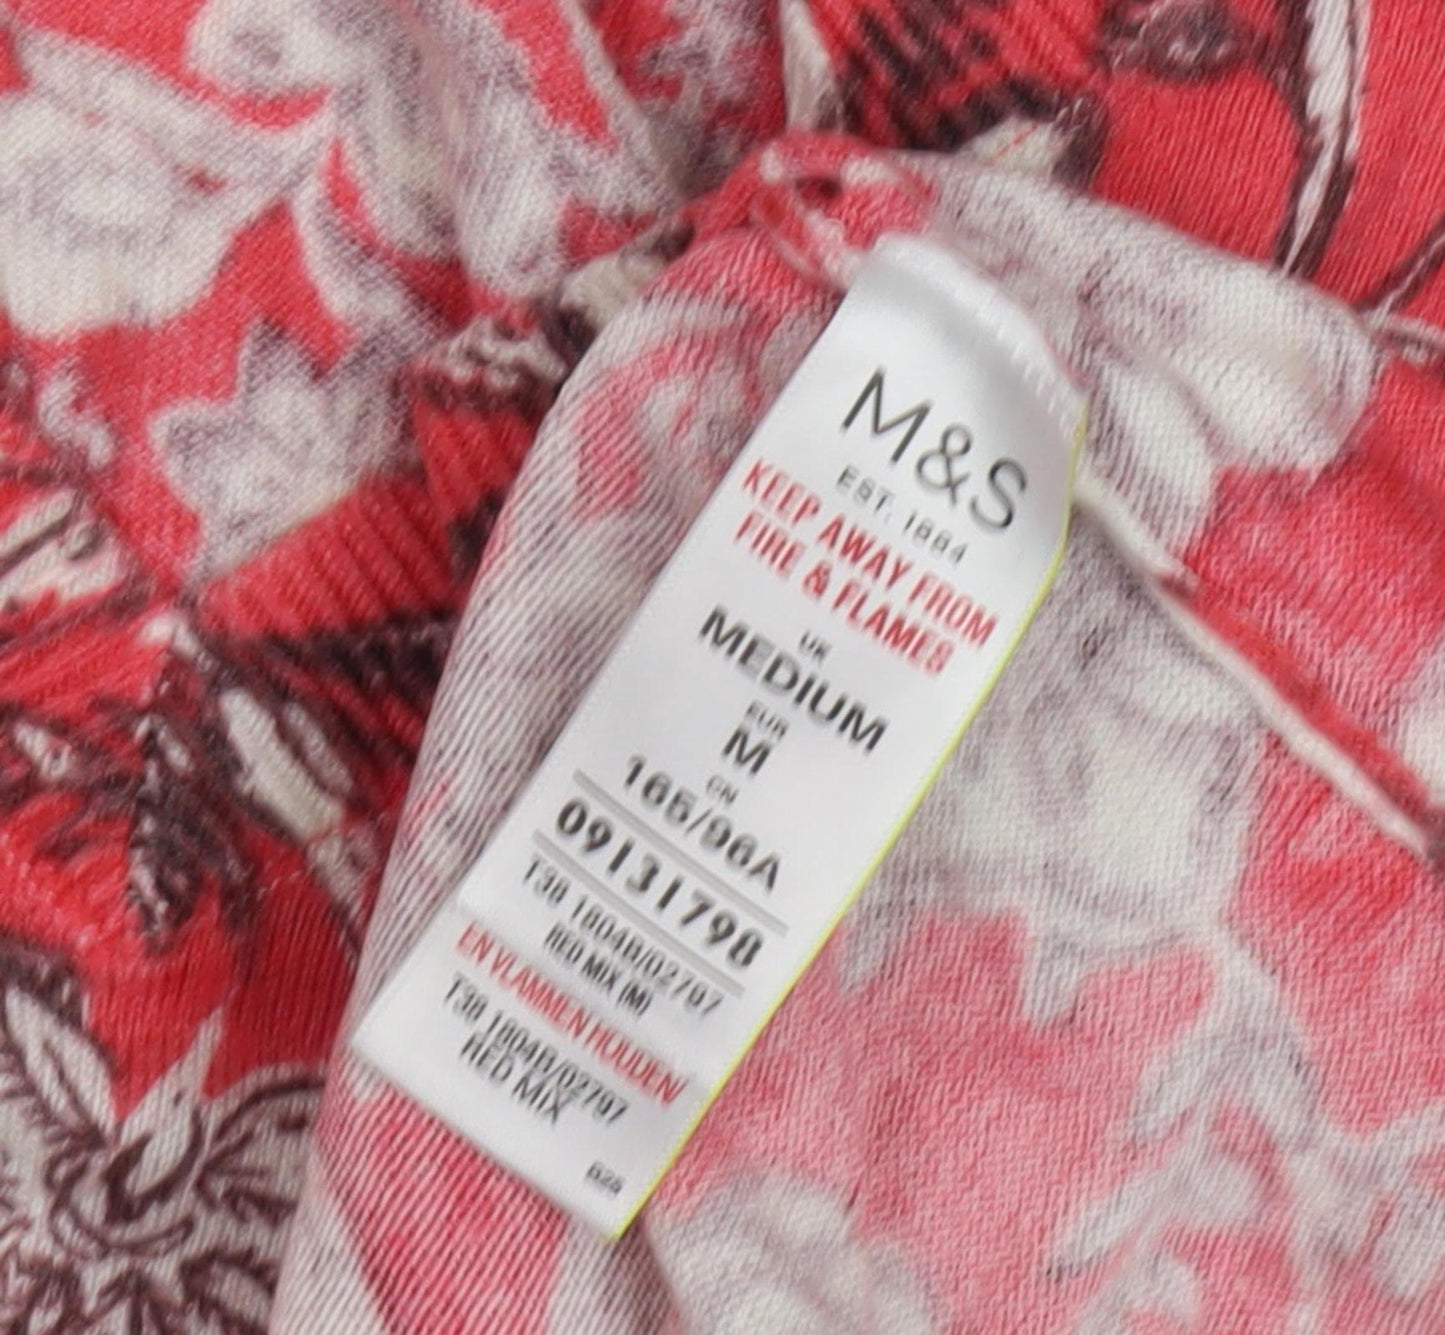 M&S
EST. 1884
KEEP AWAY FROM
FIRE & FLAMES
UK
MEDIUM
EUR
M
CN
165/96A
09131798
T38 1804B/02797
RED MIX (M)
EN VLAMMEN HOUDEN/
T38 1804B/02797
RED MIX